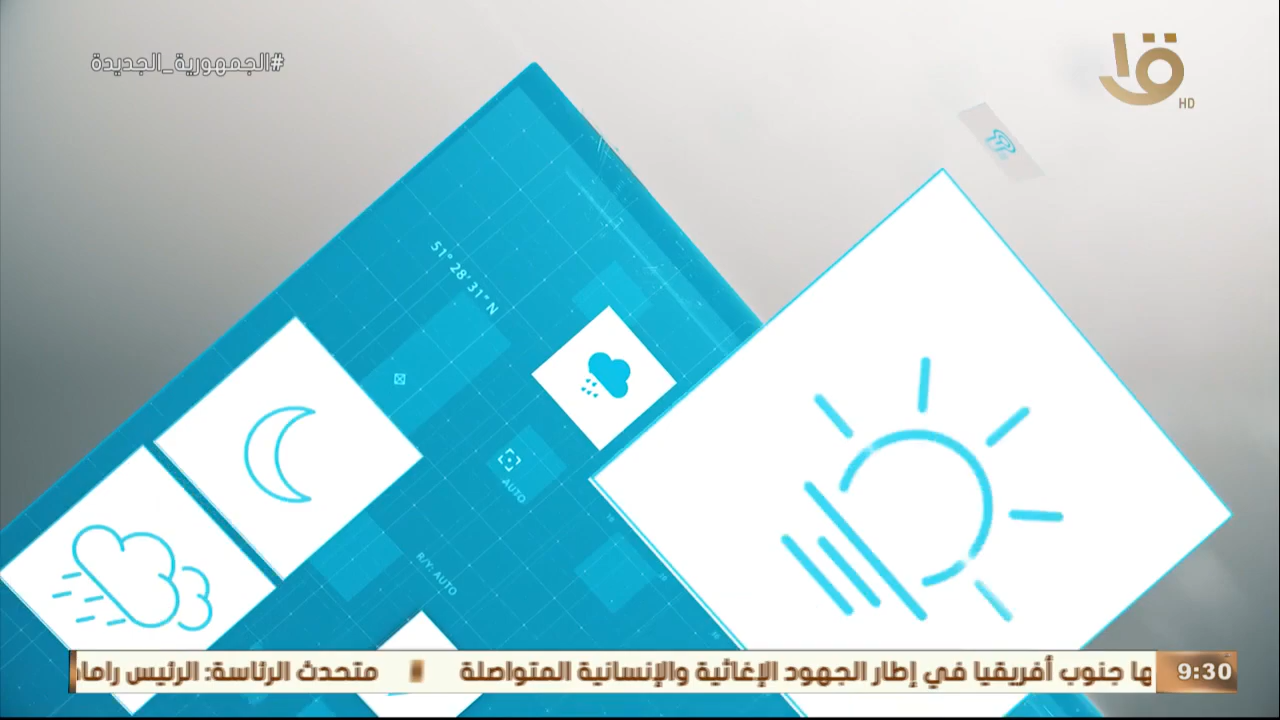 #الجمهورية_الجديدة
HD
51° 28' 31" N
AUTO
R/Y: AUTO
ها جنوب أفريقيا في إطار الجهود الإغاثية والإنسانية المتواصلة
متحدث الرئاسة: الرئيس راما
9:30